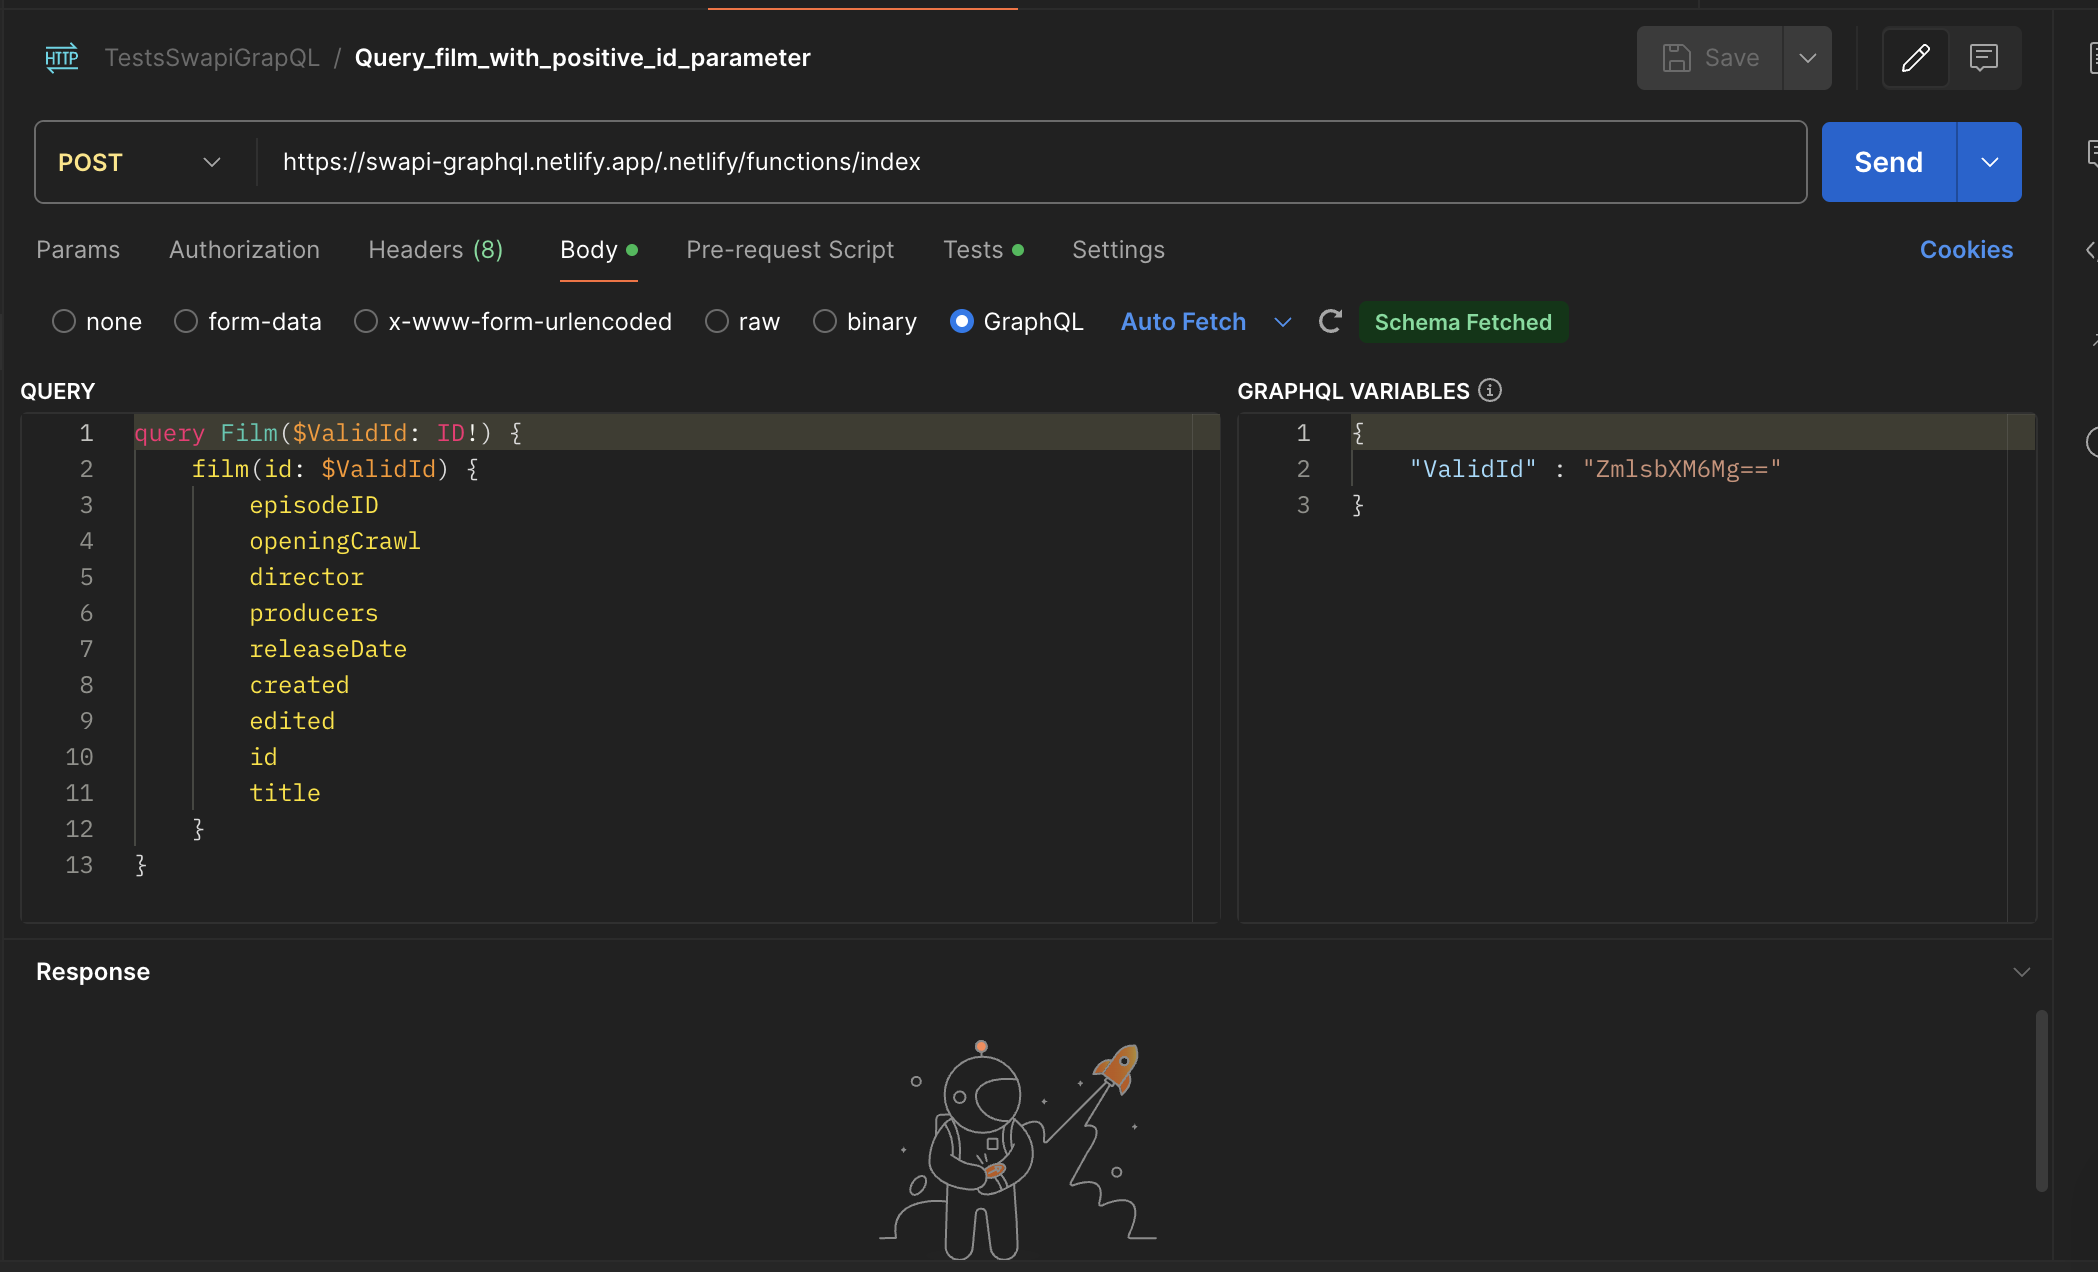 HTTP TestsSwapiGrapQL / Query_film_with_positive_id_parameter Save
POST https://swapi-graphql.netlify.app/.netlify/functions/index Send
Params Authorization Headers (8) Body Pre-request Script Tests Settings Cookies
none form-data x-www-form-urlencoded raw binary GraphQL Auto Fetch Schema Fetched
QUERY
1 query Film($ValidId: ID!) {
2 film(id: $ValidId) {
3 episodeID
4 openingCrawl
5 director
6 producers
7 releaseDate
8 created
9 edited
10 id
11 title
12 }
13 }
GRAPHQL VARIABLES
1 {
2 "ValidId" : "ZmlsbXM6Mg=="
3 }
Response